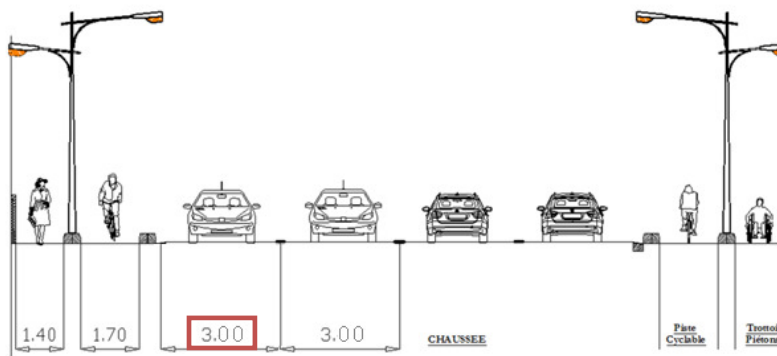 1.40
1.70
3.00
3.00
CHAUSSEE
Piste
Cyclable
Trottoi
Piéton